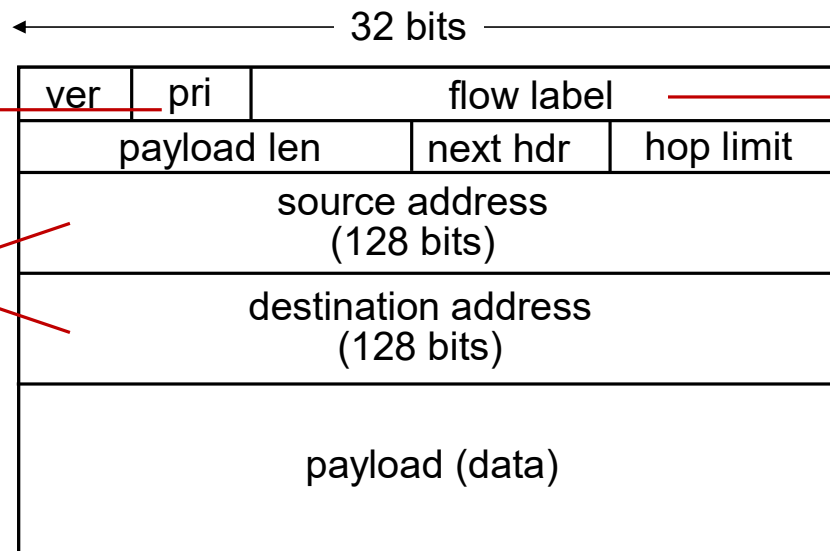 32 bits
ver pri flow label
payload len next hdr hop limit
source address
(128 bits)
destination address
(128 bits)
payload (data)